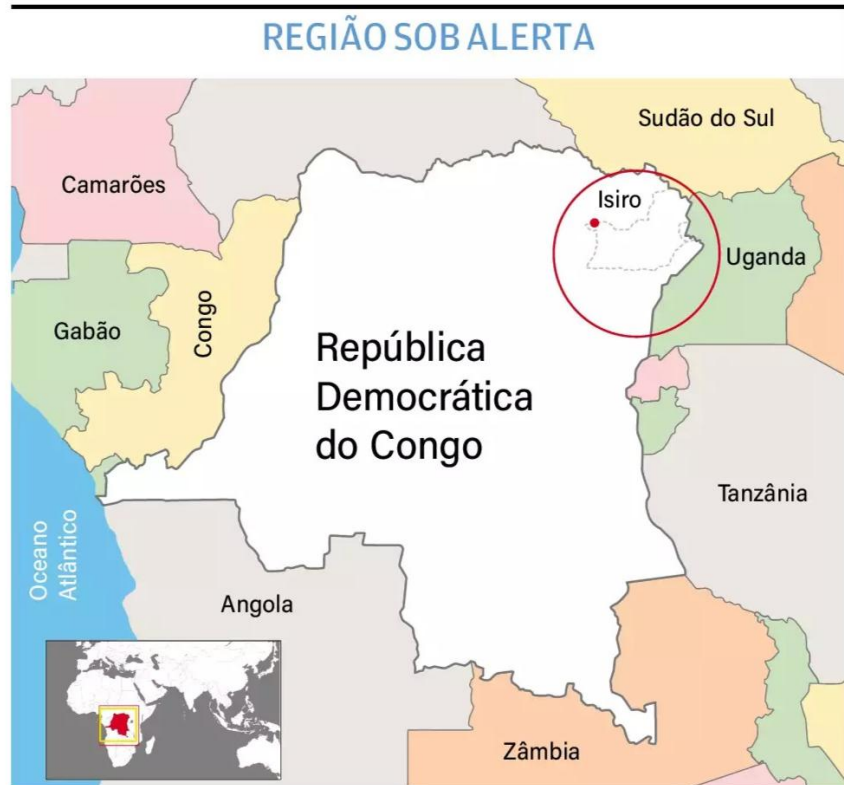 REGIÃO SOB ALERTA
Sudão do Sul
Camarões
Isiro
Uganda
Gabão
Congo
República
Democrática
do Congo
Tanzânia
Oceano
Atlântico
Angola
Zâmbia